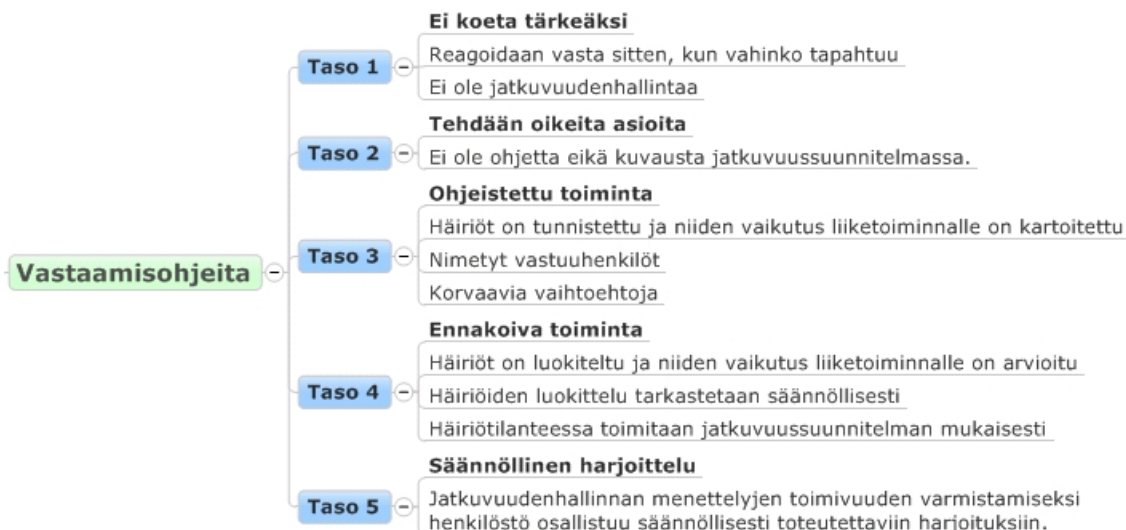 Vastaamisohjeita
Taso 1
Ei koeta tärkeäksi
Reagoidaan vasta sitten, kun vahinko tapahtuu
Ei ole jatkuvuudenhallintaa
Taso 2
Tehdään oikeita asioita
Ei ole ohjetta eikä kuvausta jatkuvuussuunnitelmassa.
Taso 3
Ohjeistettu toiminta
Häiriöt on tunnistettu ja niiden vaikutus liiketoiminnalle on kartoitettu
Nimetyt vastuuhenkilöt
Korvaavia vaihtoehtoja
Taso 4
Ennakoiva toiminta
Häiriöt on luokiteltu ja niiden vaikutus liiketoiminnalle on arvioitu
Häiriöiden luokittelu tarkastetaan säännöllisesti
Häiriötilanteessa toimitaan jatkuvuussuunnitelman mukaisesti
Taso 5
Säännöllinen harjoittelu
Jatkuvuudenhallinnan menettelyjen toimivuuden varmistamiseksi
henkilöstö osallistuu säännöllisesti toteutettaviin harjoituksiin.